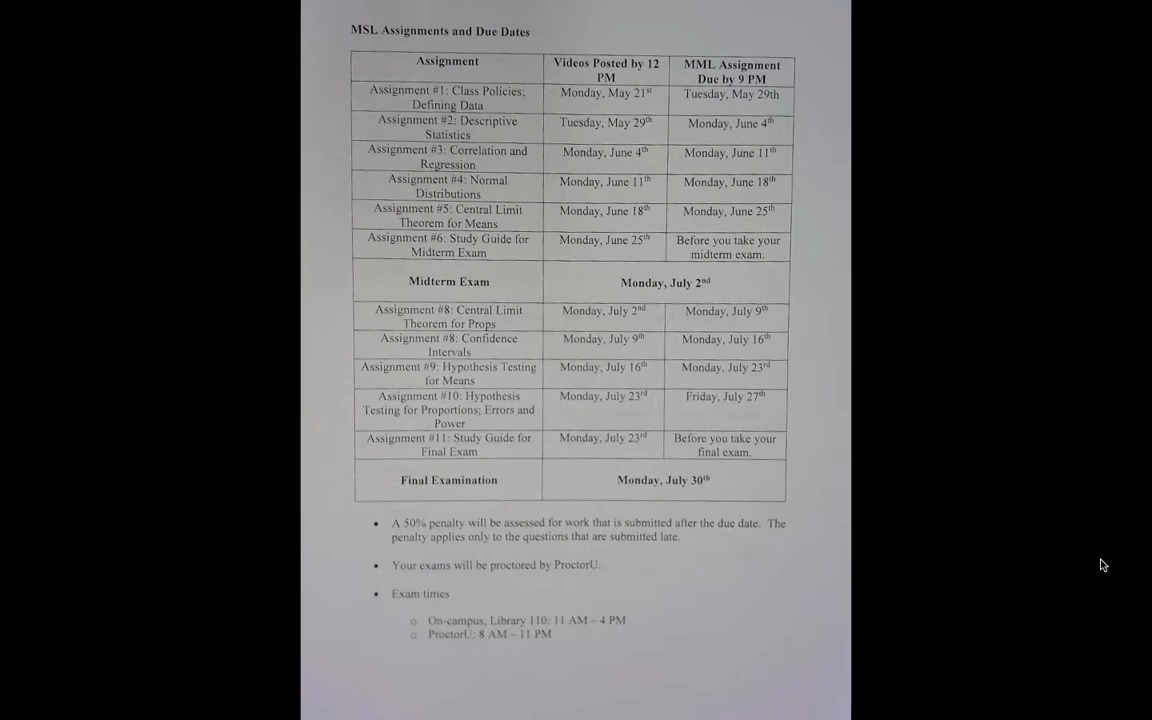 MSL Assignments and Due Dates
Assignment
Videos Posted by 12
PM
MML Assignment
Due by 9 PM
Assignment #1: Class Policies;
Defining Data
Monday, May 21st
Tuesday, May 29th
Assignment #2: Descriptive
Statistics
Tuesday, May 29th
Monday, June 4th
Assignment #3: Correlation and
Regression
Monday, June 4th
Monday, June 11th
Assignment #4: Normal
Distributions
Monday, June 11th
Monday, June 18th
Assignment #5: Central Limit
Theorem for Means
Monday, June 18th
Monday, June 25th
Assignment #6: Study Guide for
Midterm Exam
Monday, June 25th
Before you take your
midterm exam.
Midterm Exam
Monday, July 2nd
Assignment #8: Central Limit
Theorem for Props
Monday, July 2nd
Monday, July 9th
Assignment #8: Confidence
Intervals
Monday, July 9th
Monday, July 16th
Assignment #9: Hypothesis Testing
for Means
Monday, July 16th
Monday, July 23rd
Assignment #10: Hypothesis
Testing for Proportions; Errors and
Power
Monday, July 23rd
Friday, July 27th
Assignment #11: Study Guide for
Final Exam
Monday, July 23rd
Before you take your
final exam.
Final Examination
Monday, July 30th
• A 50% penalty will be assessed for work that is submitted after the due date. The
penalty applies only to the questions that are submitted late.
• Your exams will be proctored by ProctorU.
• Exam times
o On-campus, Library 110: 11 AM – 4 PM
o ProctorU: 8 AM – 11 PM